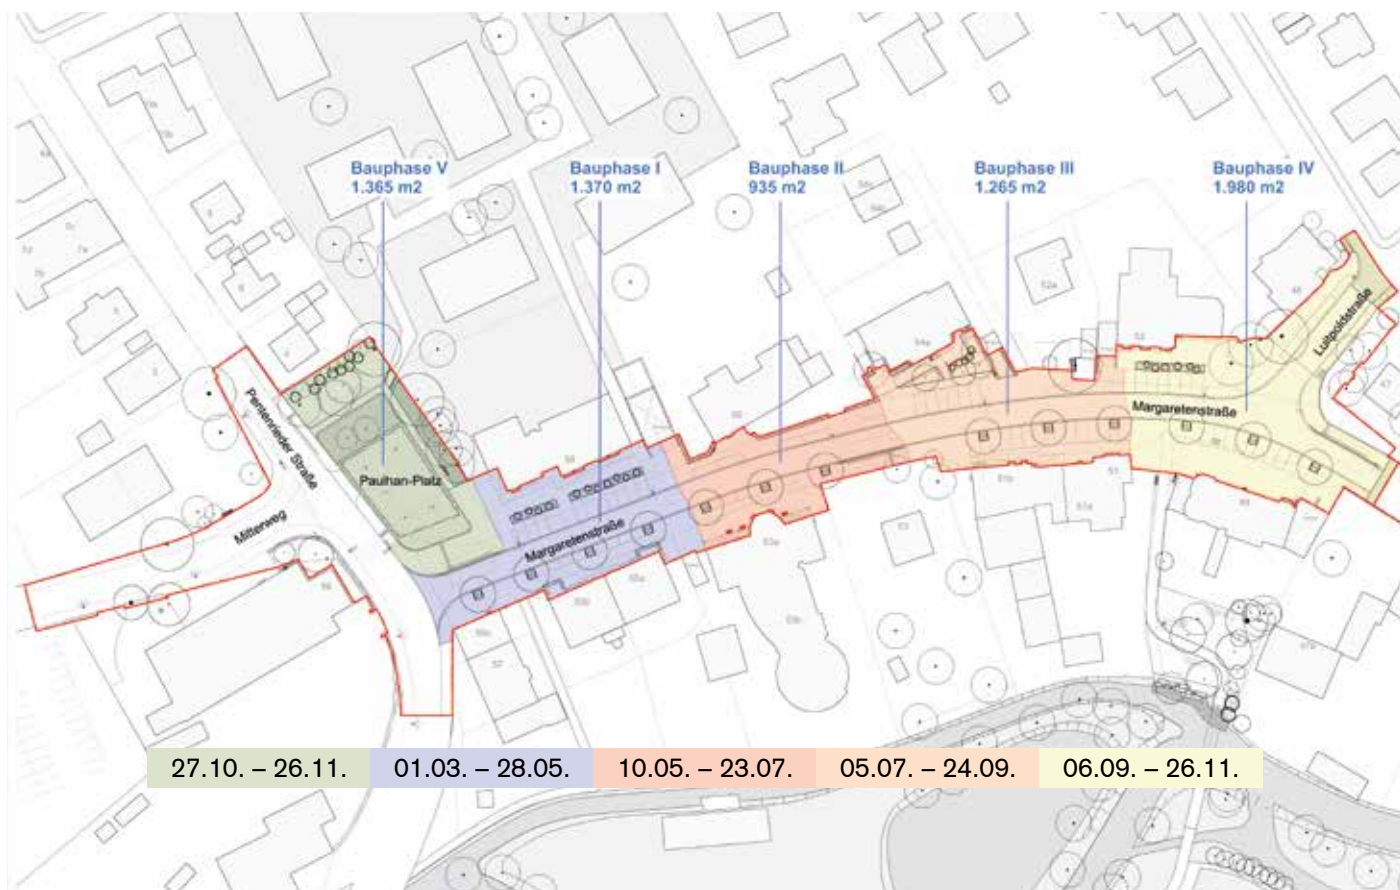 Bauphase V
1.365 m2
Bauphase I
1.370 m2
Bauphase II
935 m2
Bauphase III
1.265 m2
Bauphase IV
1.980 m2
Luitpoldstraße
Margaretenstraße
Pentenrieder Straße
Paulhan-Platz
Mitterweg
Margaretenstraße
27.10. – 26.11.
01.03. – 28.05.
10.05. – 23.07.
05.07. – 24.09.
06.09. – 26.11.